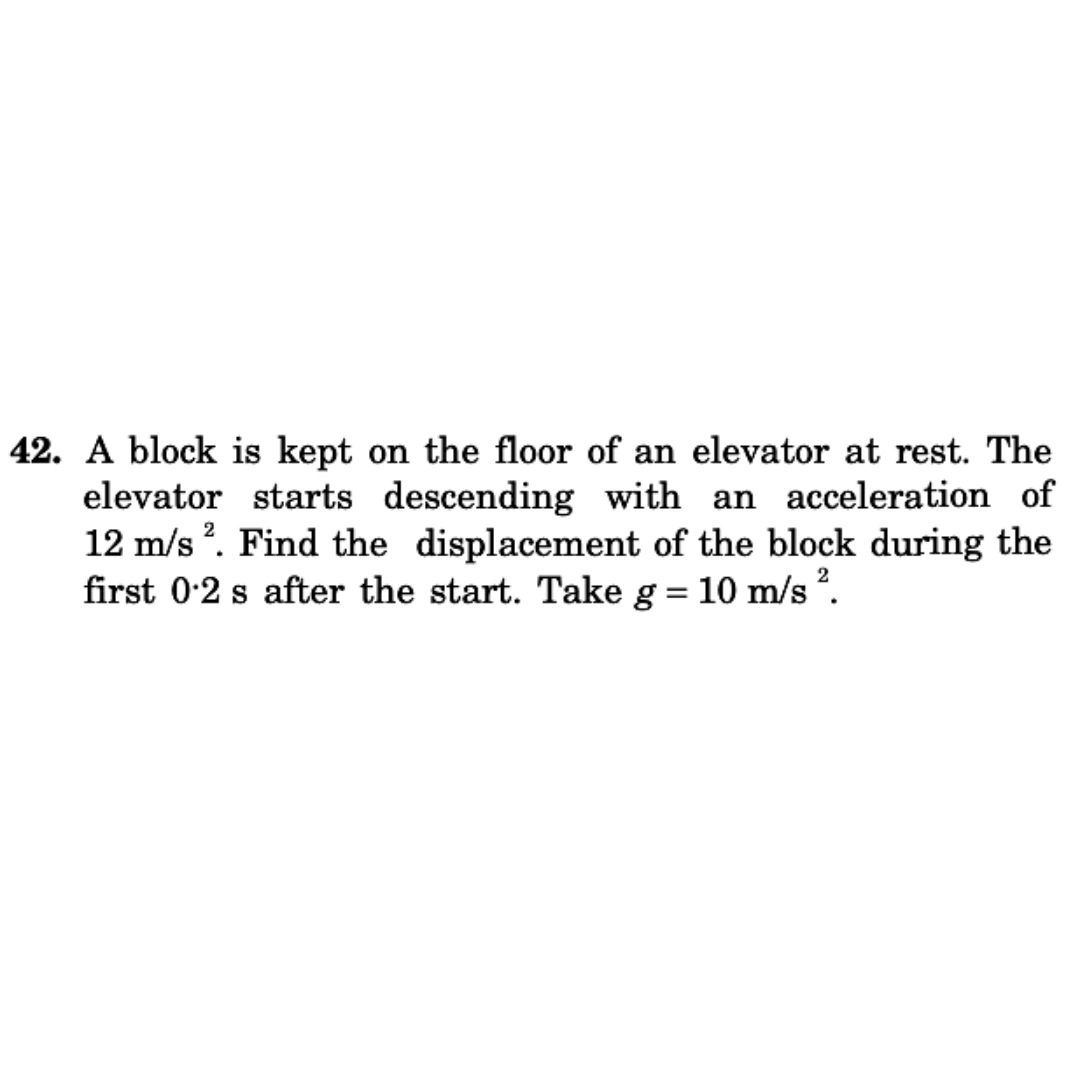 42. A block is kept on the floor of an elevator at rest. The
elevator starts descending with an acceleration of
12 m/s ². Find the displacement of the block during the
first 0·2 s after the start. Take g = 10 m/s ².